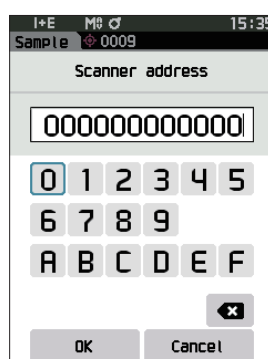 I+E M 15:35
Sample 0009
Scanner address
000000000000
0 1 2 3 4 5
6 7 8 9
A B C D E F
OK Cancel